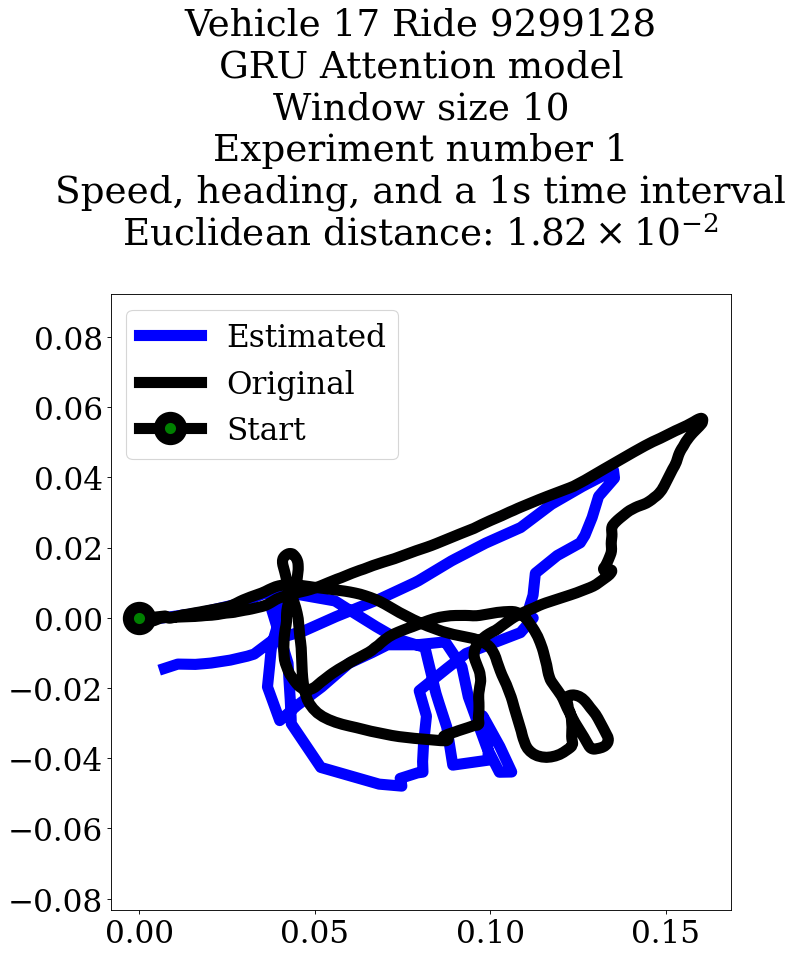 Vehicle 17 Ride 9299128
GRU Attention model
Window size 10
Experiment number 1
Speed, heading, and a 1s time interval
Euclidean distance: 1.82 × 10⁻²
Estimated
Original
Start
0.08
0.06
0.04
0.02
0.00
−0.02
−0.04
−0.06
−0.08
0.00 0.05 0.10 0.15